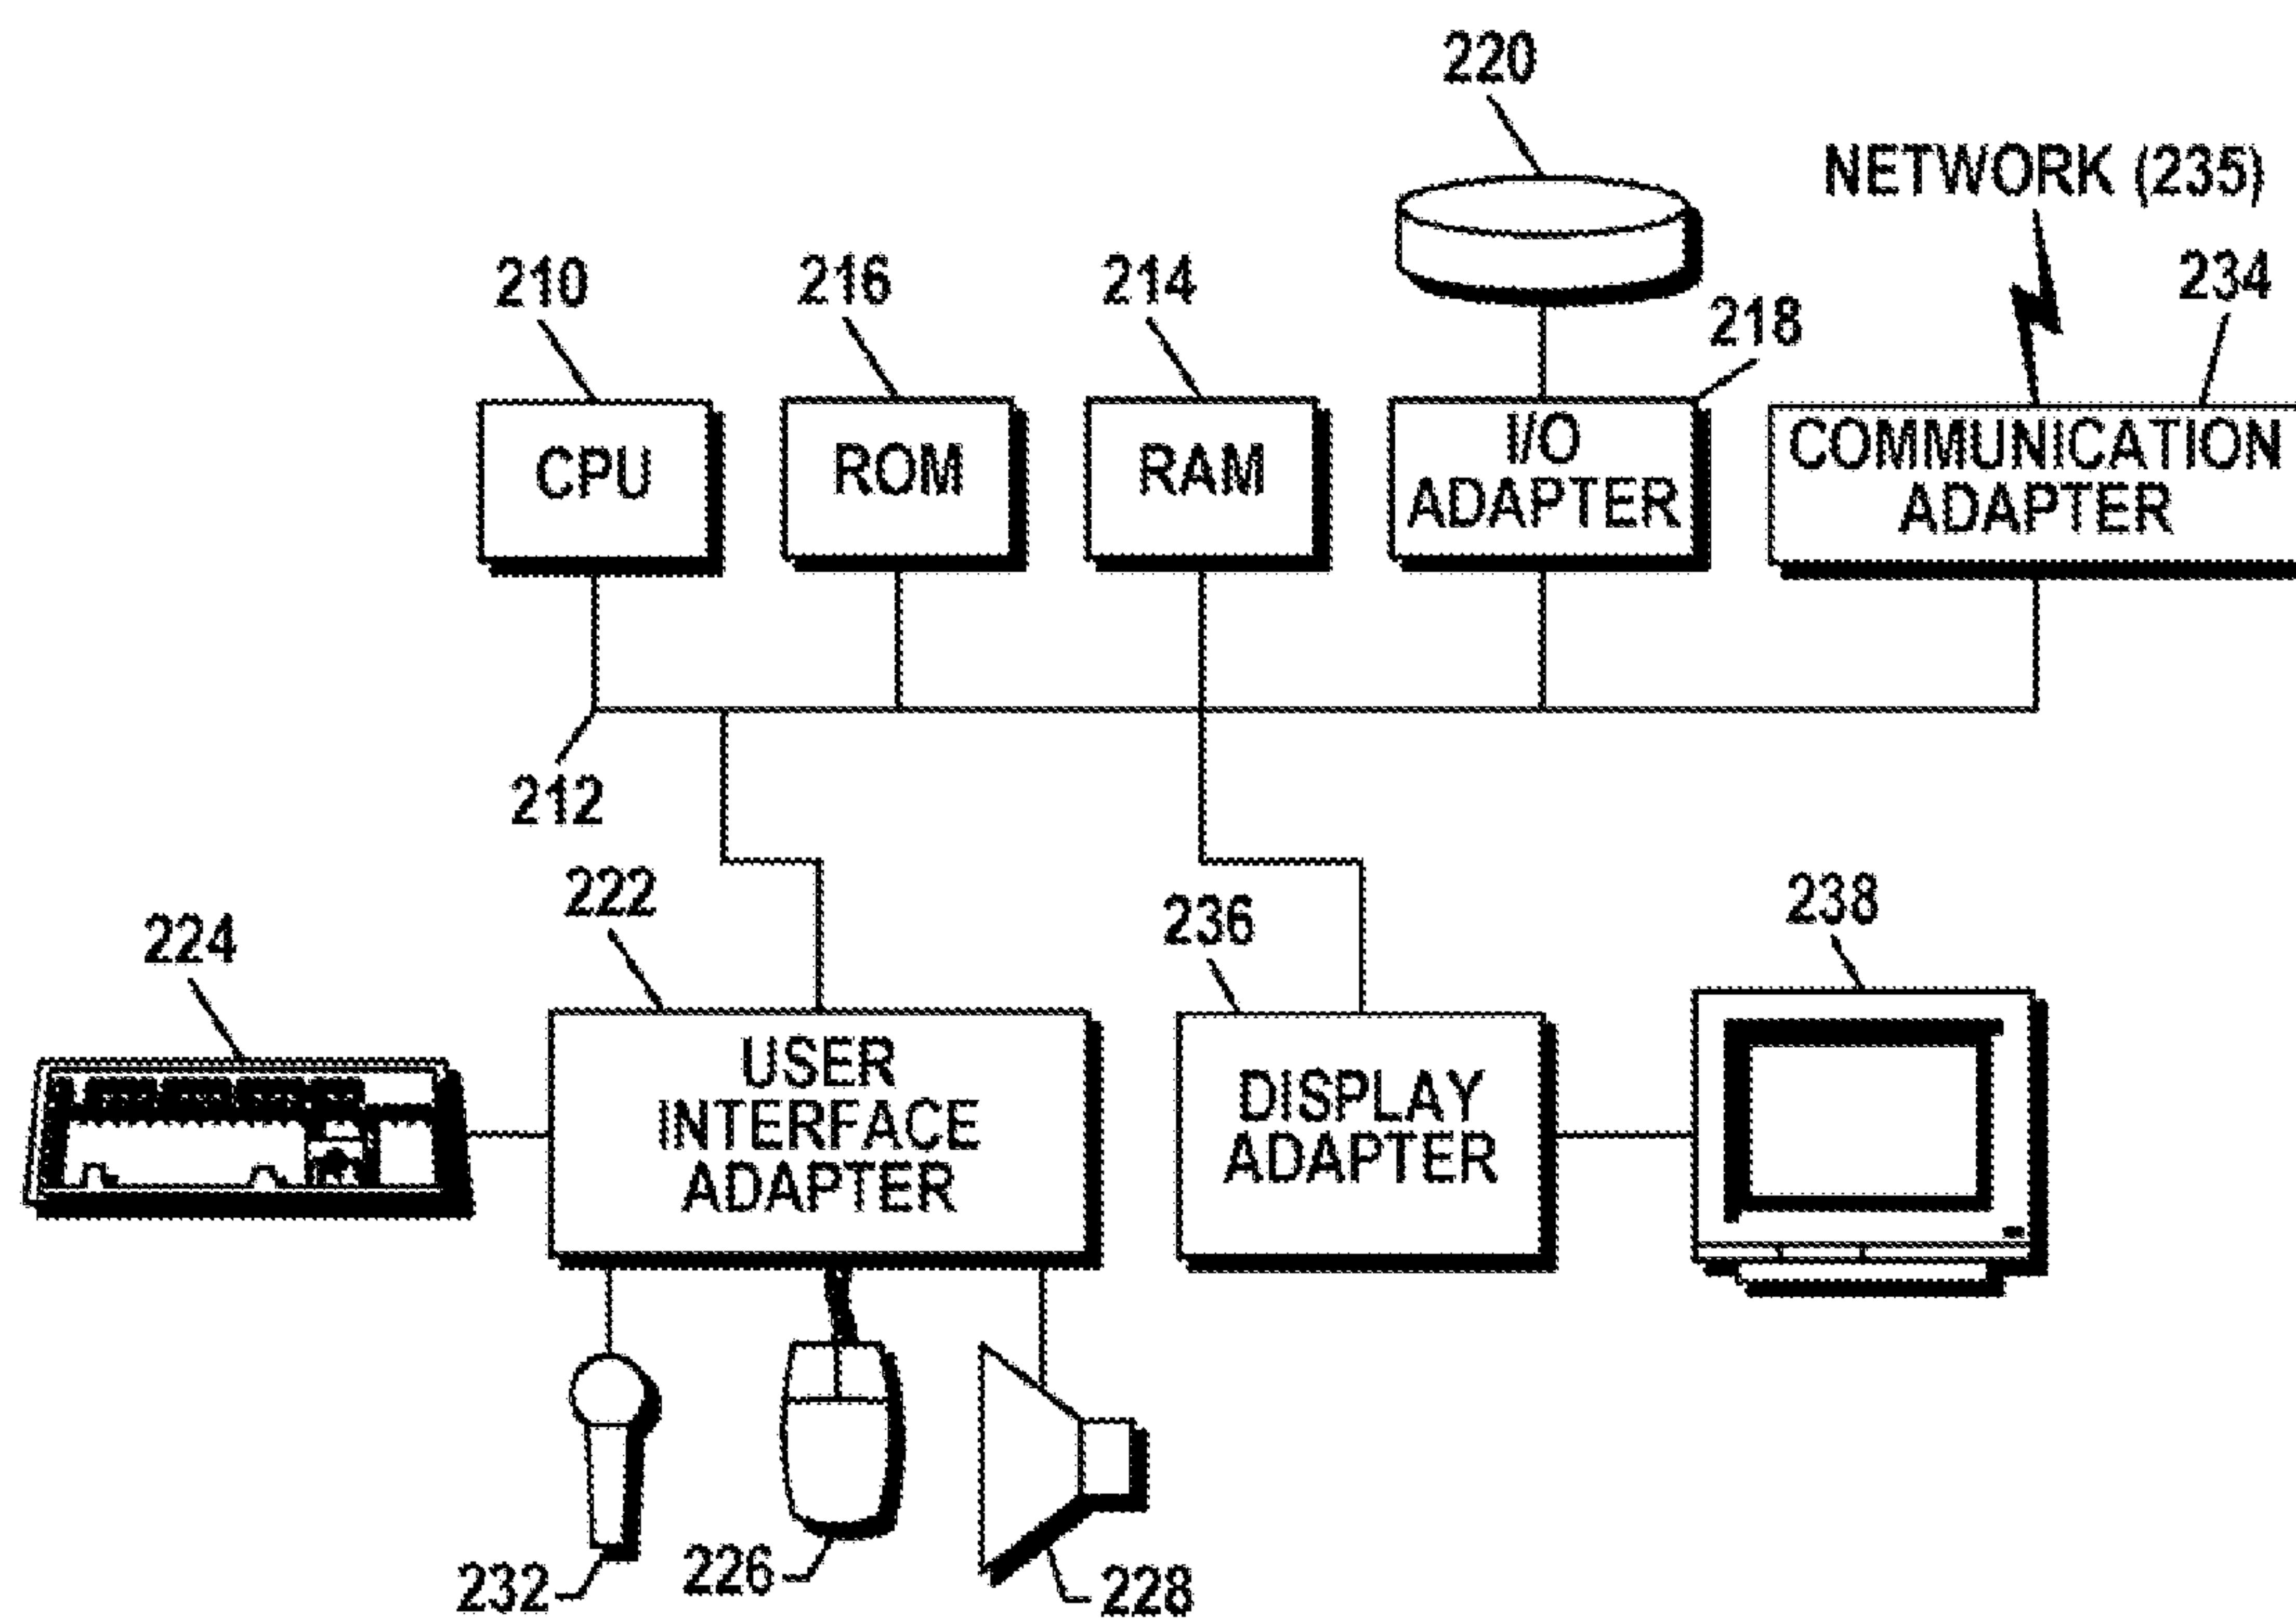 220
NETWORK (235)
210
216
214
234
218
CPU
ROM
RAM
I/O
ADAPTER
COMMUNICATION
ADAPTER
212
222
236
238
224
USER
INTERFACE
ADAPTER
DISPLAY
ADAPTER
232
226
228